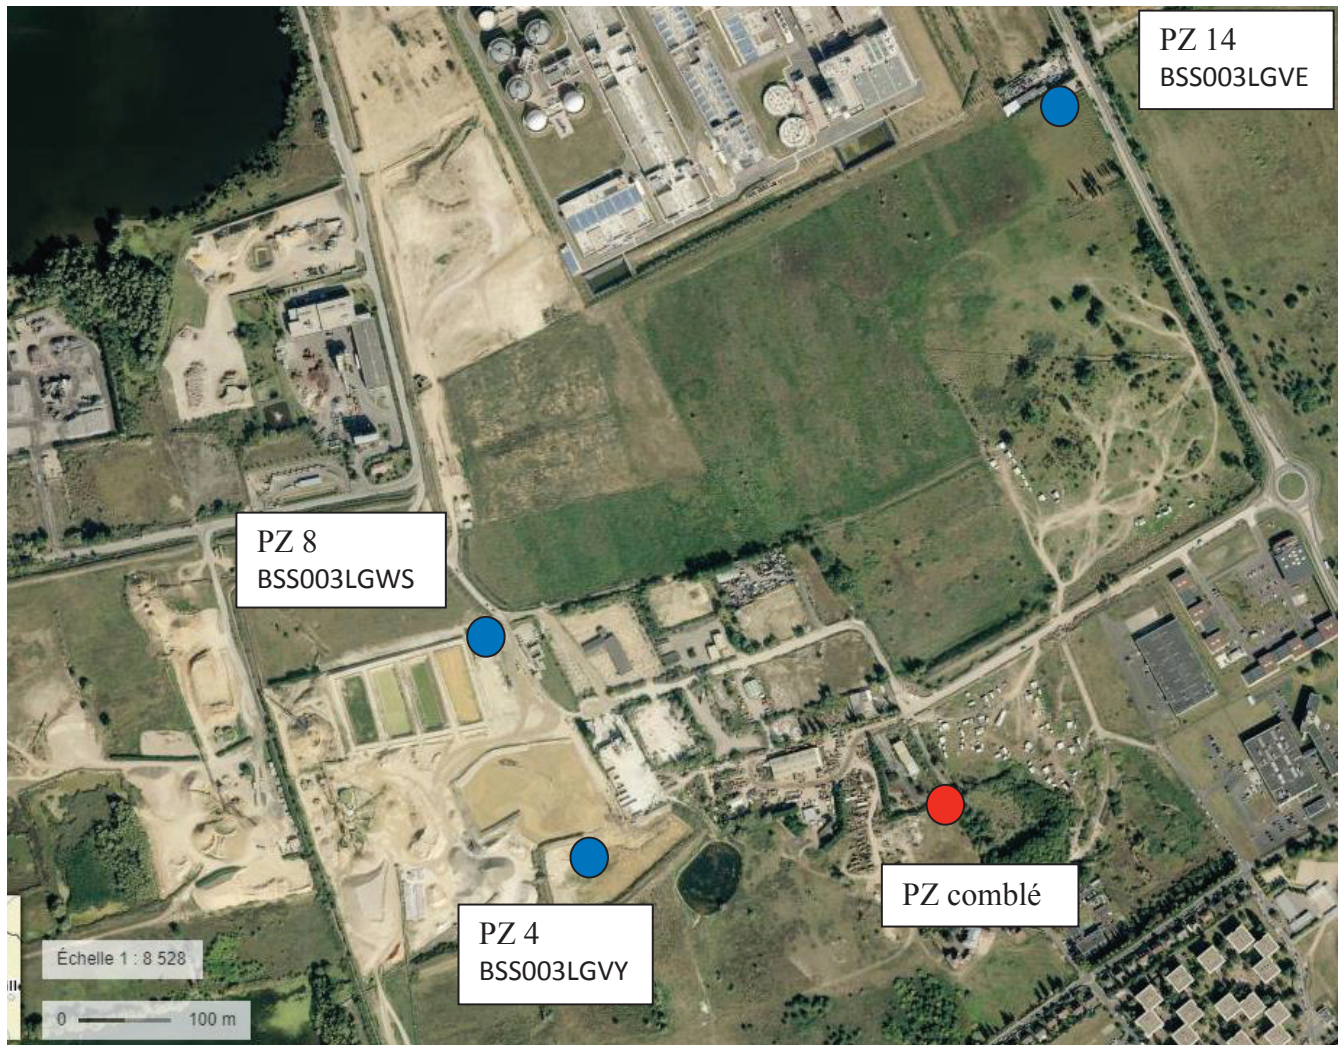 PZ 14
BSS003LGVE
PZ 8
BSS003LGWS
PZ comblé
PZ 4
BSS003LGVY
Échelle 1 : 8 528
0 100 m